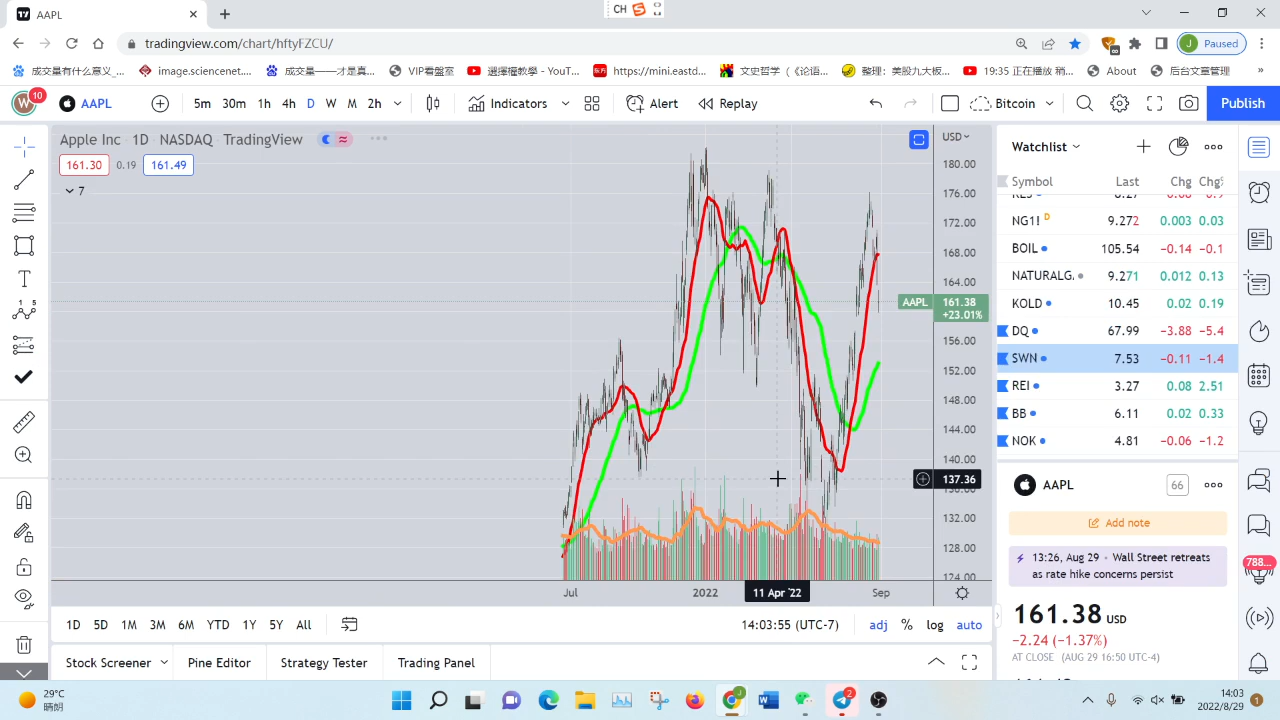 AAPL
CH
tradingview.com/chart/hftyFZCU/
J Paused
成交量有什么意义_...
image.sciencenet....
成交量——才是真...
VIP看盤室
選擇權教學 - YouT...
https://mini.eastd...
文史哲学（《论语...
整理：美股九大板...
19:35 正在播放 稍...
About
后台文章管理
»
W 10
AAPL
5m 30m 1h 4h D W M 2h
Indicators
Alert
Replay
Bitcoin
Publish
Apple Inc · 1D · NASDAQ · TradingView
161.30 0.19 161.49
7
USD
180.00
176.00
172.00
168.00
164.00
AAPL 161.38
+23.01%
156.00
152.00
148.00
144.00
140.00
137.36
132.00
128.00
124.00
Jul 2022 11 Apr '22 Sep
1D 5D 1M 3M 6M YTD 1Y 5Y All
14:03:55 (UTC-7)
adj % log auto
Stock Screener
Pine Editor
Strategy Tester
Trading Panel
Watchlist
Symbol Last Chg Chg%
NG1! D 9.272 0.003 0.03
BOIL 105.54 −0.14 −0.1
NATURALG. 9.271 0.012 0.13
KOLD 10.45 0.02 0.19
DQ 67.99 −3.88 −5.4
SWN 7.53 −0.11 −1.4
REI 3.27 0.08 2.51
BB 6.11 0.02 0.33
NOK 4.81 −0.06 −1.2
AAPL 66
Add note
13:26, Aug 29 · Wall Street retreats
as rate hike concerns persist
161.38 USD
−2.24 (−1.37%)
AT CLOSE (AUG 29 16:50 UTC-4)
788...
29°C
晴朗
2
14:03
2022/8/29
1